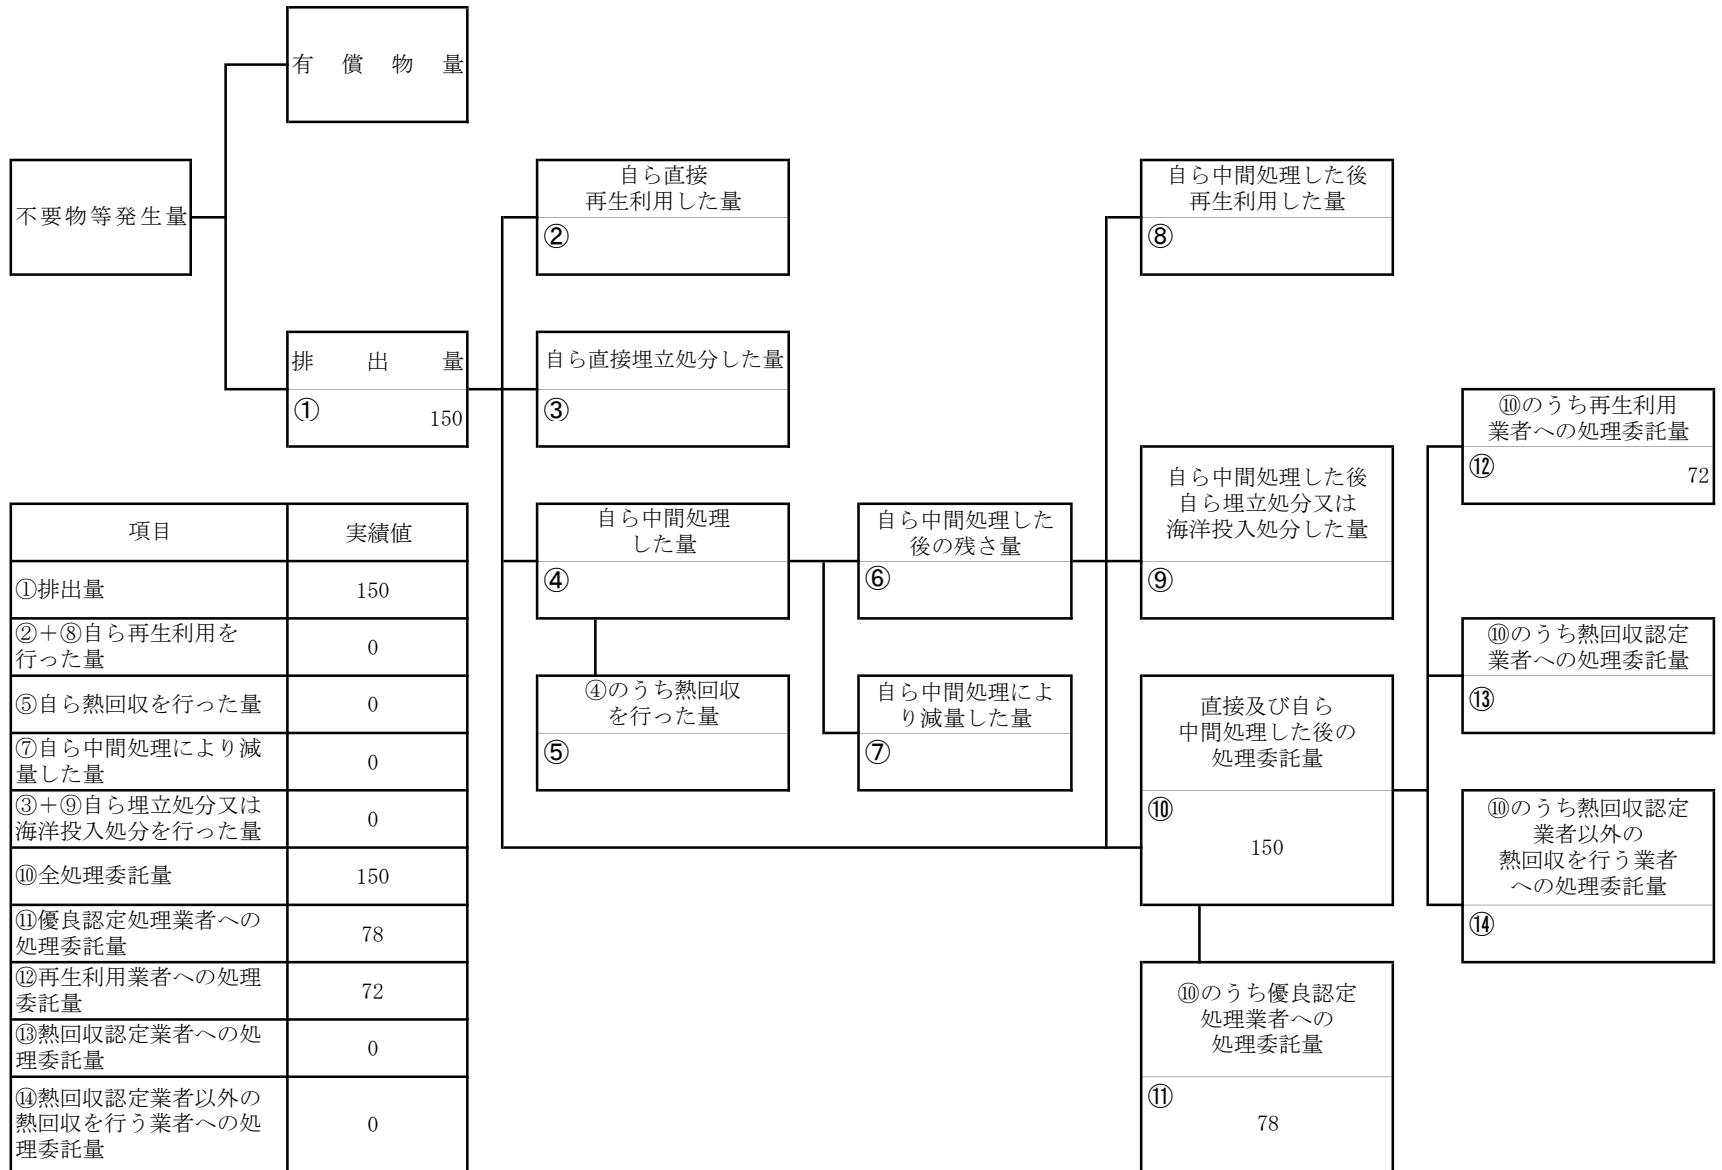 有償物量
不要物等発生量
排出量
①
150
自ら直接
再生利用した量
②
自ら直接埋立処分した量
③
自ら中間処理
した量
④
④のうち熱回収
を行った量
⑤
自ら中間処理した
後の残さ量
⑥
自ら中間処理によ
り減量した量
⑦
自ら中間処理した後
再生利用した量
⑧
自ら中間処理した後
自ら埋立処分又は
海洋投入処分した量
⑨
直接及び自ら
中間処理した後の
処理委託量
⑩
150
⑩のうち優良認定
処理業者への
処理委託量
⑪
78
⑩のうち再生利用
業者への処理委託量
⑫
72
⑩のうち熱回収認定
業者への処理委託量
⑬
⑩のうち熱回収認定
業者以外の
熱回収を行う業者
への処理委託量
⑭
項目 実績値
①排出量 150
②＋⑧自ら再生利用を
行った量
0
⑤自ら熱回収を行った量 0
⑦自ら中間処理により減
量した量
0
③＋⑨自ら埋立処分又は
海洋投入処分を行った量
0
⑩全処理委託量 150
⑪優良認定処理業者への
処理委託量
78
⑫再生利用業者への処理
委託量
72
⑬熱回収認定業者への処
理委託量
0
⑭熱回収認定業者以外の
熱回収を行う業者への処
理委託量
0